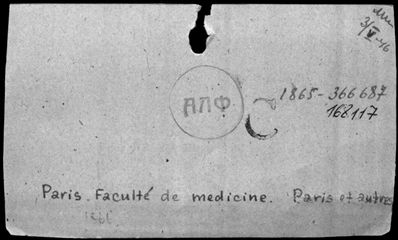 3/V-46
АЛФ
1865-366687
168117
Paris. Faculté de medicine. Paris et autres